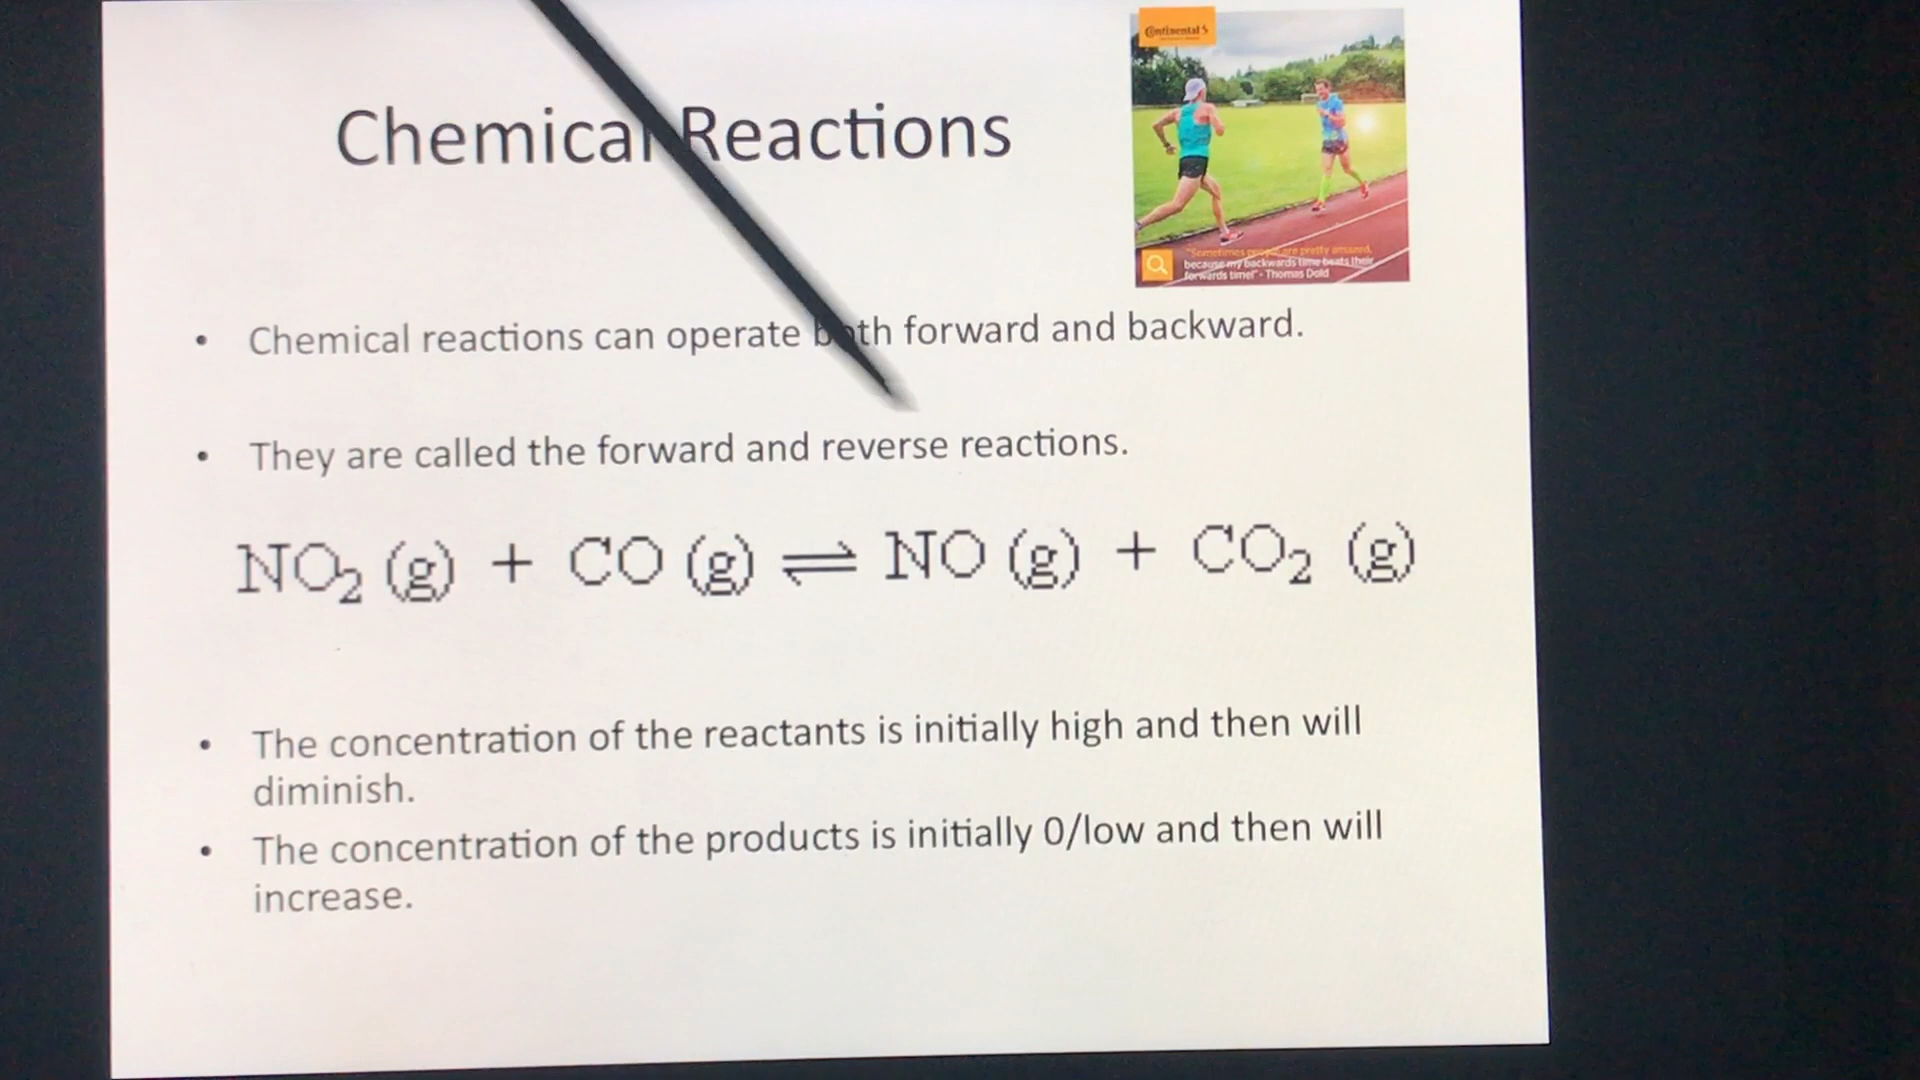 Continental
Chemical Reactions
"Sometimes people are pretty amazed,
because my backwards time beats their
forwards time!" - Thomas Dold
• Chemical reactions can operate both forward and backward.
• They are called the forward and reverse reactions.
NO₂ (g) + CO (g) ⇌ NO (g) + CO₂ (g)
• The concentration of the reactants is initially high and then will
diminish.
• The concentration of the products is initially 0/low and then will
increase.